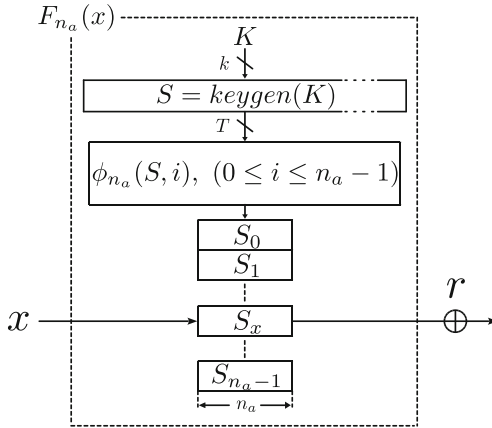 F_{n_a}(x)
K
k
S = keygen(K)
T
ϕ_{n_a}(S, i), (0 ≤ i ≤ n_a − 1)
S_0
S_1
r
x
S_x
S_{n_a−1}
n_a